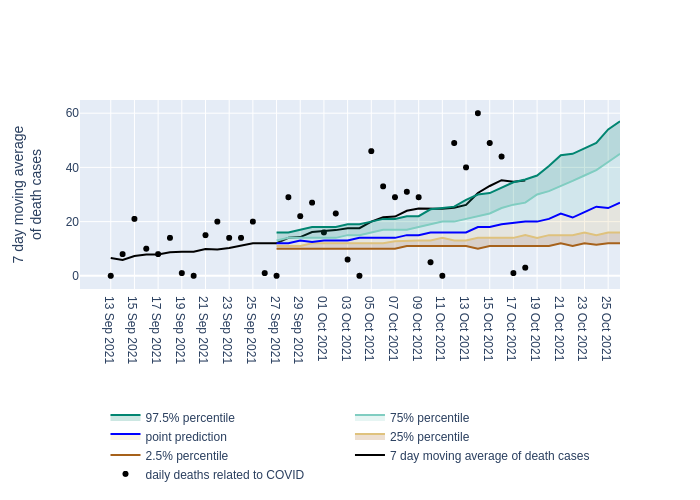 7 day moving average
of death cases
60
40
20
0
13 Sep 2021
15 Sep 2021
17 Sep 2021
19 Sep 2021
21 Sep 2021
23 Sep 2021
25 Sep 2021
27 Sep 2021
29 Sep 2021
01 Oct 2021
03 Oct 2021
05 Oct 2021
07 Oct 2021
09 Oct 2021
11 Oct 2021
13 Oct 2021
15 Oct 2021
17 Oct 2021
19 Oct 2021
21 Oct 2021
23 Oct 2021
25 Oct 2021
97.5% percentile
75% percentile
point prediction
25% percentile
2.5% percentile
7 day moving average of death cases
daily deaths related to COVID